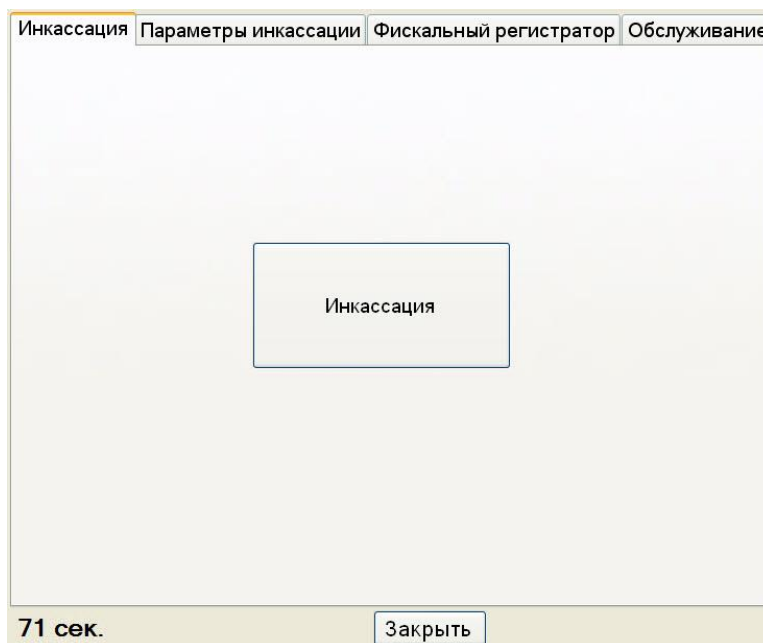 Инкассация Параметры инкассации Фискальный регистратор Обслуживание
Инкассация
71 сек. Закрыть